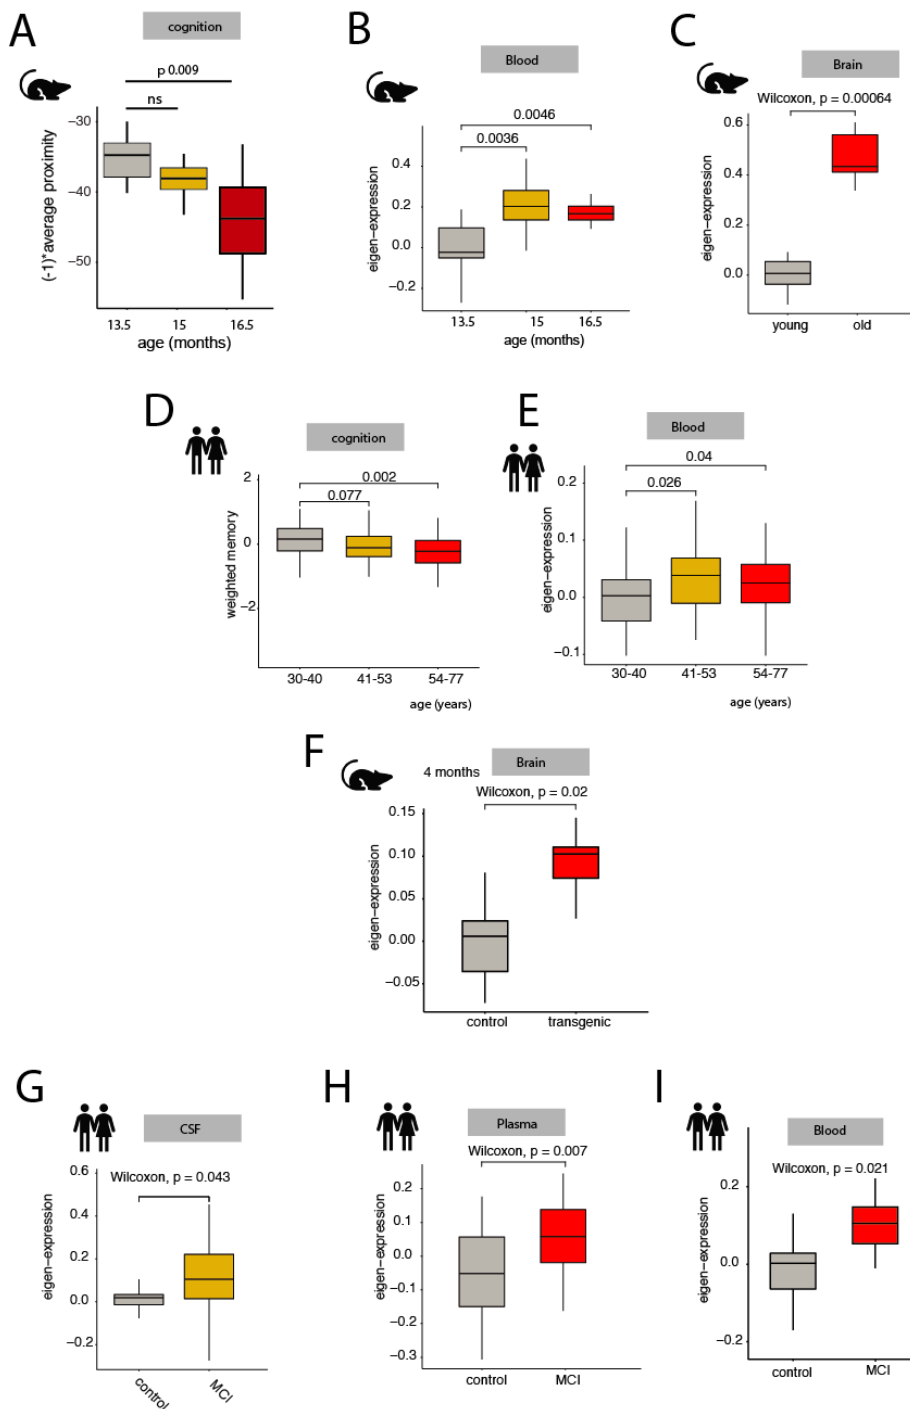 A
cognition
p 0.009
ns
−30
−40
−50
(-1)*average proximity
13.5 15 16.5
age (months)
B
Blood
0.0046
0.0036
0.4
0.2
0.0
−0.2
eigen−expression
13.5 15 16.5
age (months)
C
Brain
Wilcoxon, p = 0.00064
0.6
0.4
0.2
0.0
eigen−expression
young old
D
cognition
2
0.002
0.077
0
−2
weighted memory
30-40 41-53 54-77
age (years)
E
Blood
0.04
0.026
0.2
0.1
0.0
−0.1
eigen−expression
30-40 41-53 54-77
age (years)
F
4 months
Brain
Wilcoxon, p = 0.02
0.15
0.10
0.05
0.00
−0.05
eigen−expression
control transgenic
G
CSF
Wilcoxon, p = 0.043
0.6
0.4
0.2
0.0
−0.2
eigen−expression
control MCI
H
Plasma
Wilcoxon, p = 0.007
0.2
0.1
0.0
−0.1
−0.2
−0.3
eigen−expression
control MCI
I
Blood
Wilcoxon, p = 0.021
0.2
0.0
−0.2
eigen−expression
control MCI